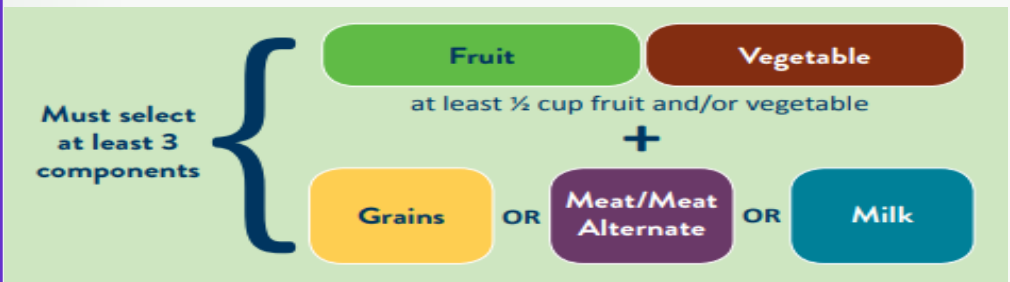 Fruit Vegetable
at least ½ cup fruit and/or vegetable
+
Must select
at least 3
components
Grains OR Meat/Meat
Alternate OR Milk